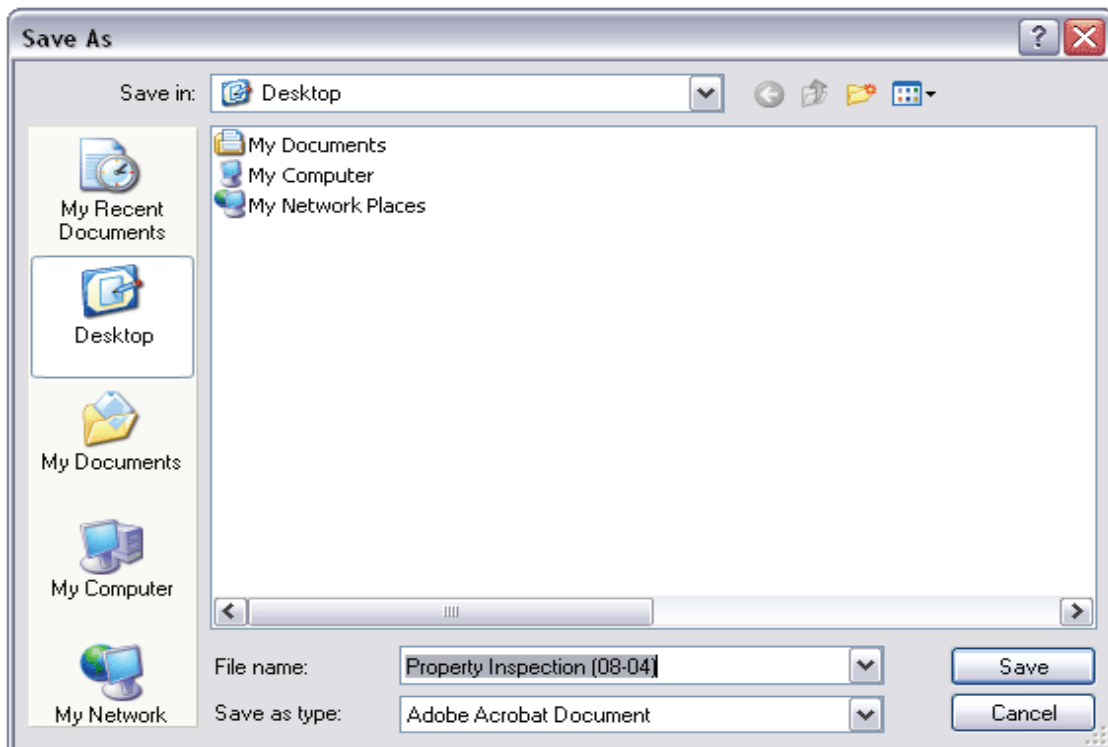 Save As
Save in:
Desktop
My Recent
Documents
Desktop
My Documents
My Computer
My Network
My Documents
My Computer
My Network Places
File name:
Property Inspection (08-04)
Save
Save as type:
Adobe Acrobat Document
Cancel